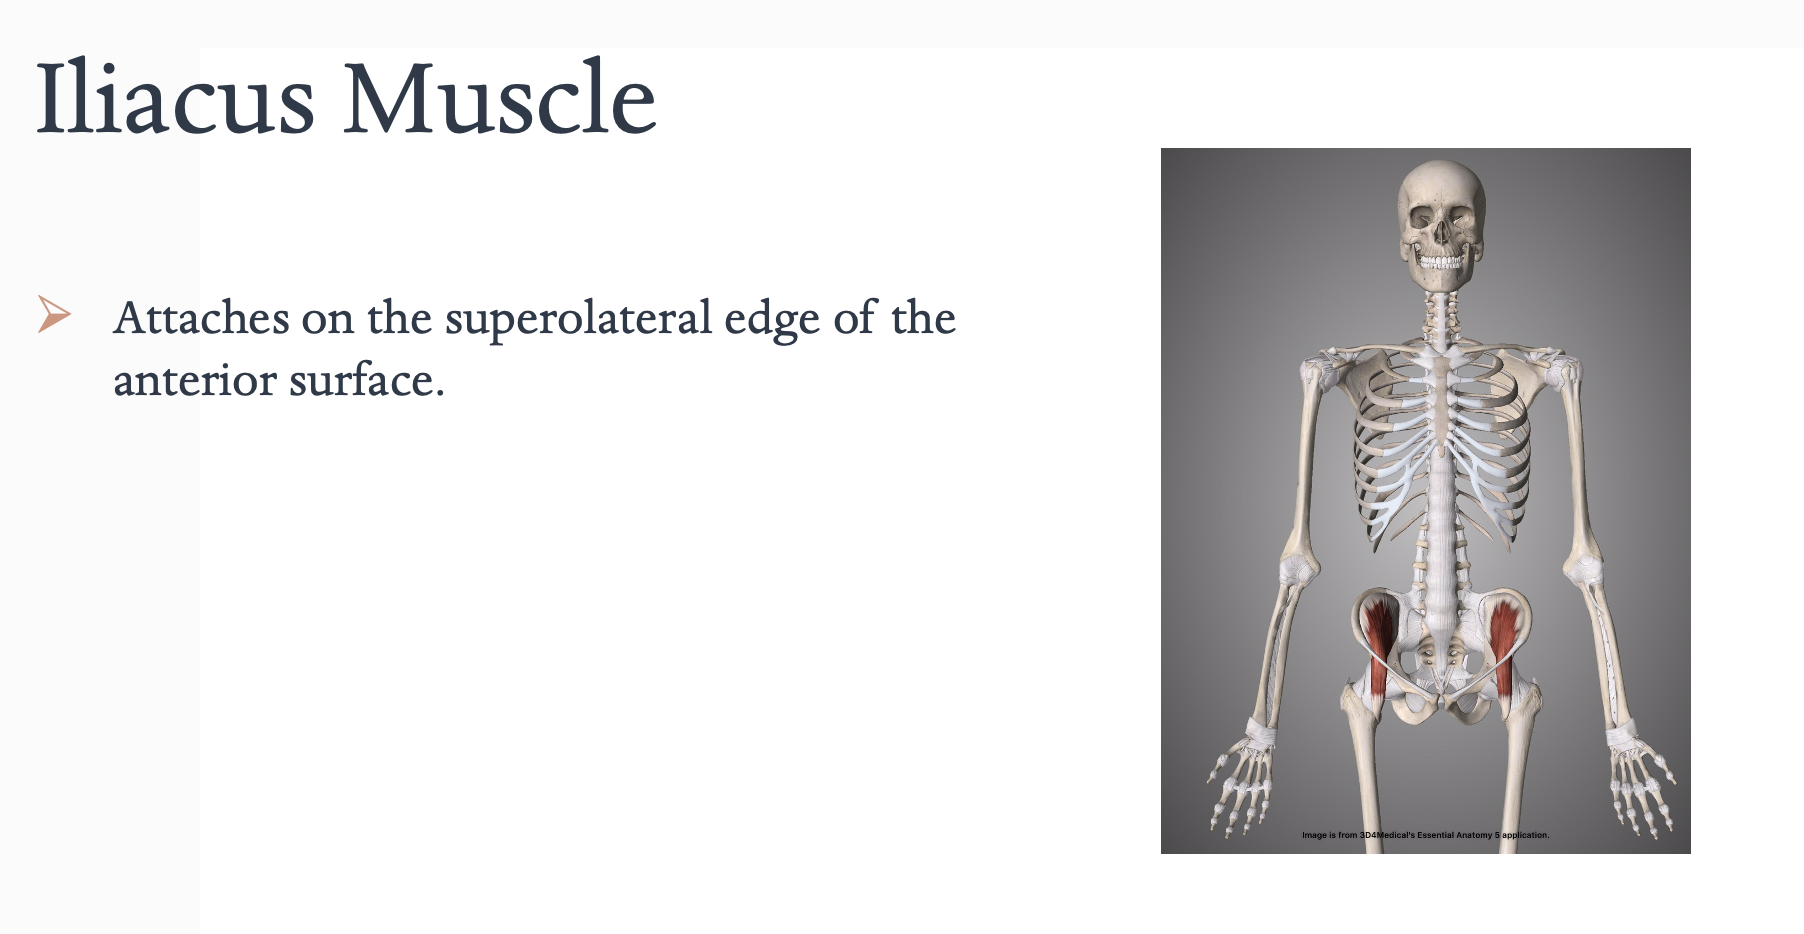 Iliacus Muscle
Attaches on the superolateral edge of the
anterior surface.
Image is from 3D4Medical's Essential Anatomy 5 application.